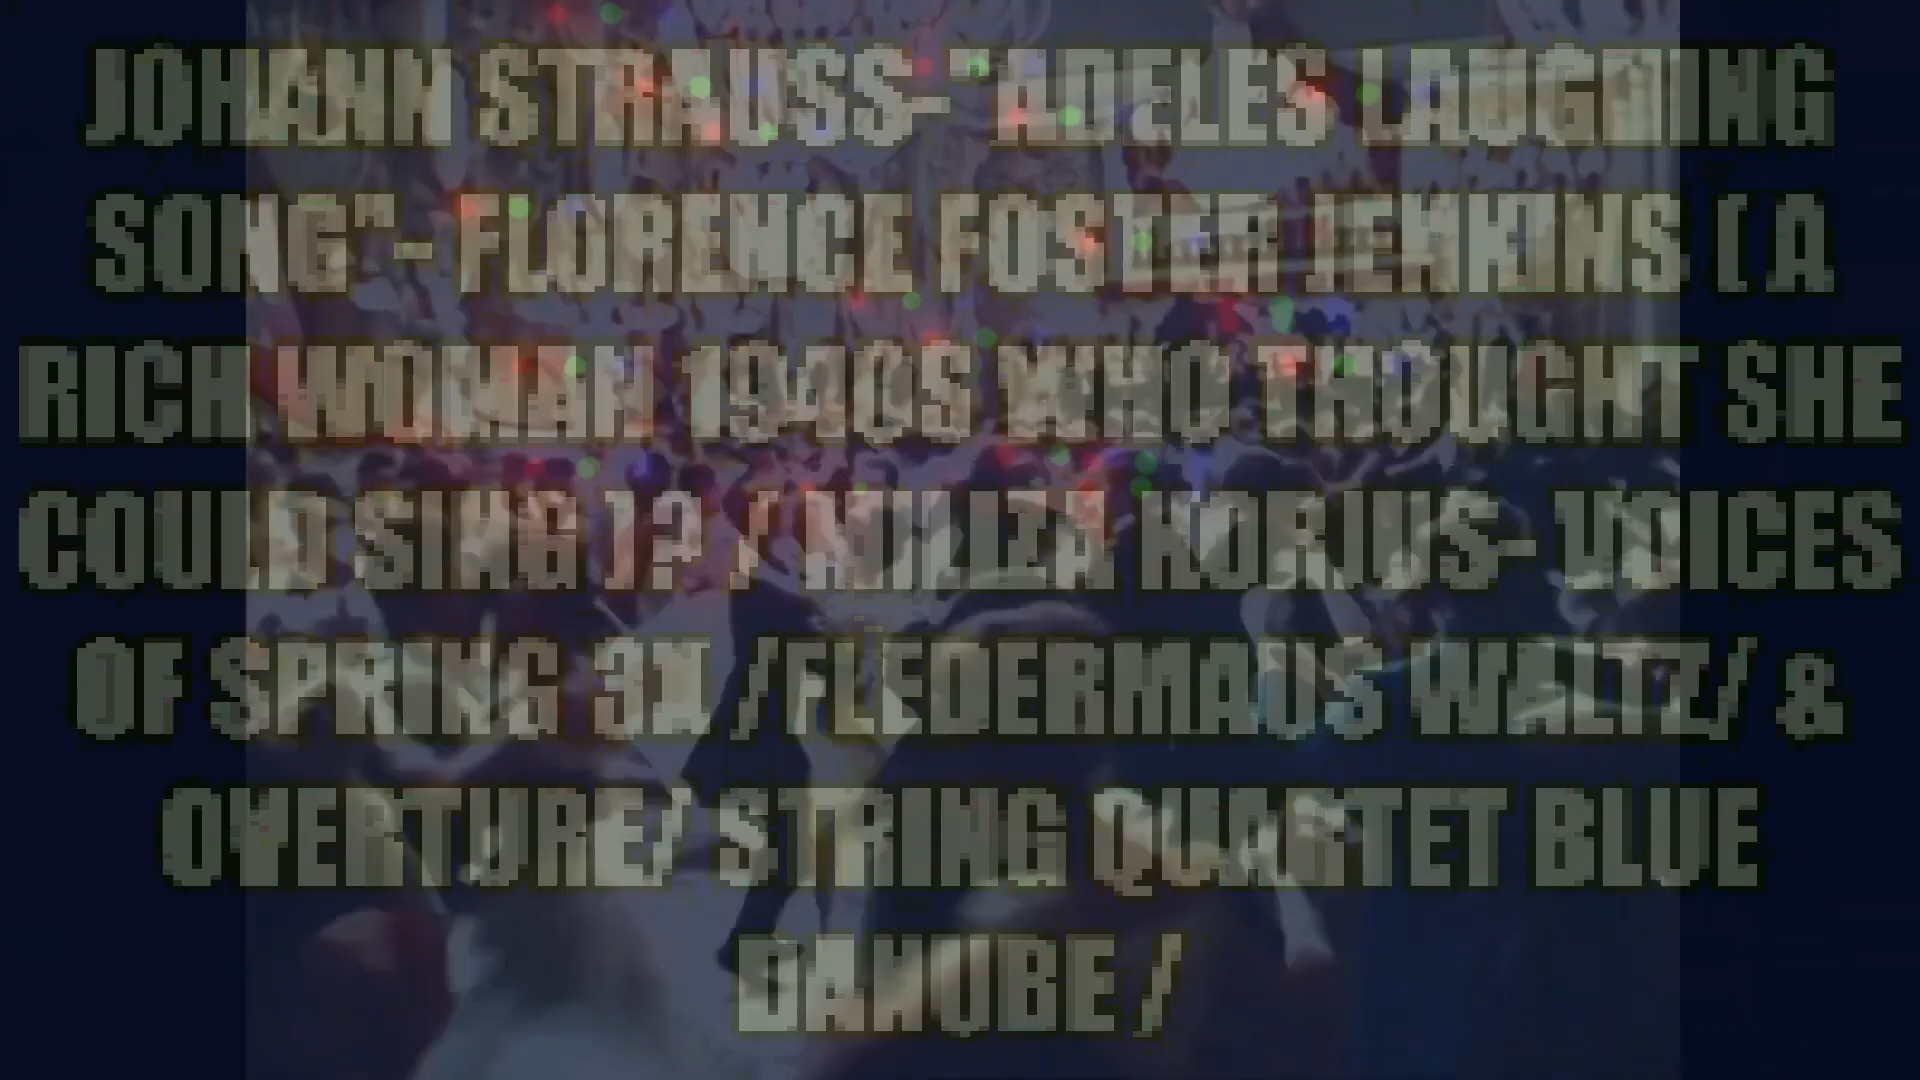 JOHANN STRAUSS- "ADELES LAUGHING
SONG"- FLORENCE FOSTER JENKINS ( A
RICH WOMAN 1940S WHO THOUGHT SHE
COULD SING )? / MILIZA KORJUS- VOICES
OF SPRING 3X /FLEDERMAUS WALTZ/ &
OVERTURE/ STRING QUARTET BLUE
DANUBE /